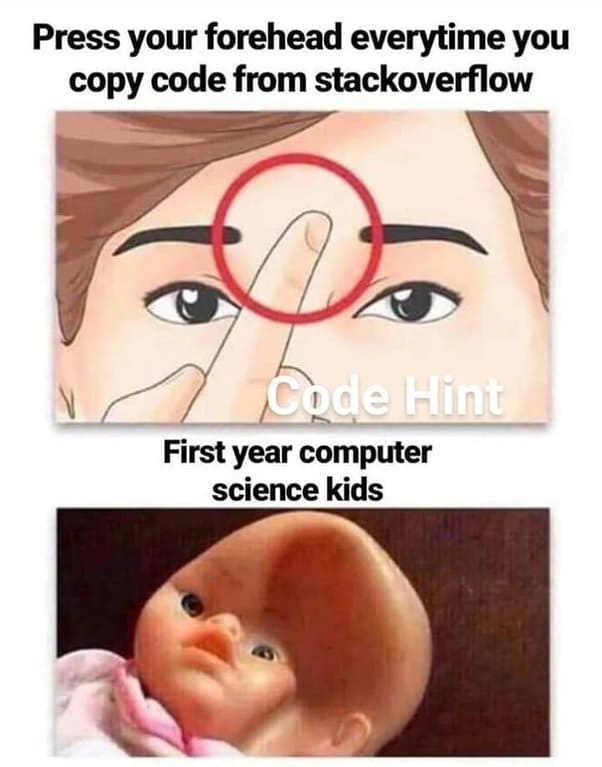 Press your forehead everytime you
copy code from stackoverflow
Code Hint
First year computer
science kids